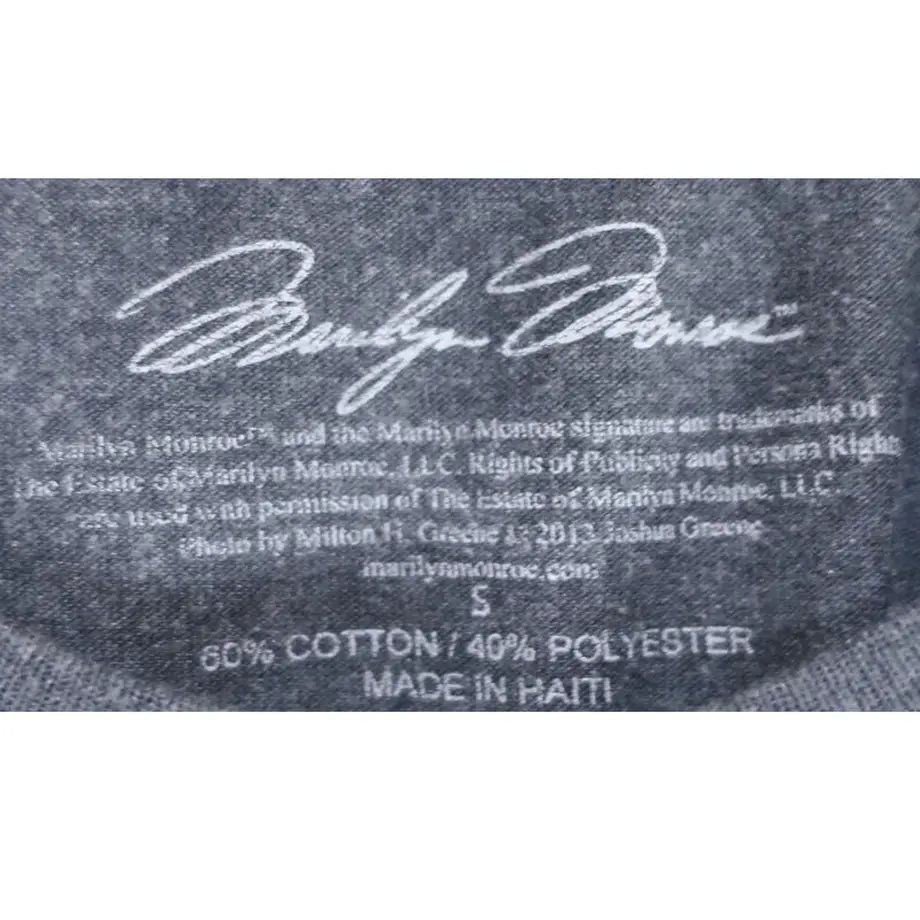 Marilyn Monroe™
Marilyn Monroe™ and the Marilyn Monroe signature are trademarks of
The Estate of Marilyn Monroe, LLC. Rights of Publicity and Persona Rights
are used with permission of The Estate of Marilyn Monroe, LLC.
Photo by Milton H. Greene © 2013 Joshua Greene
marilynmonroe.com
S
60% COTTON / 40% POLYESTER
MADE IN HAITI